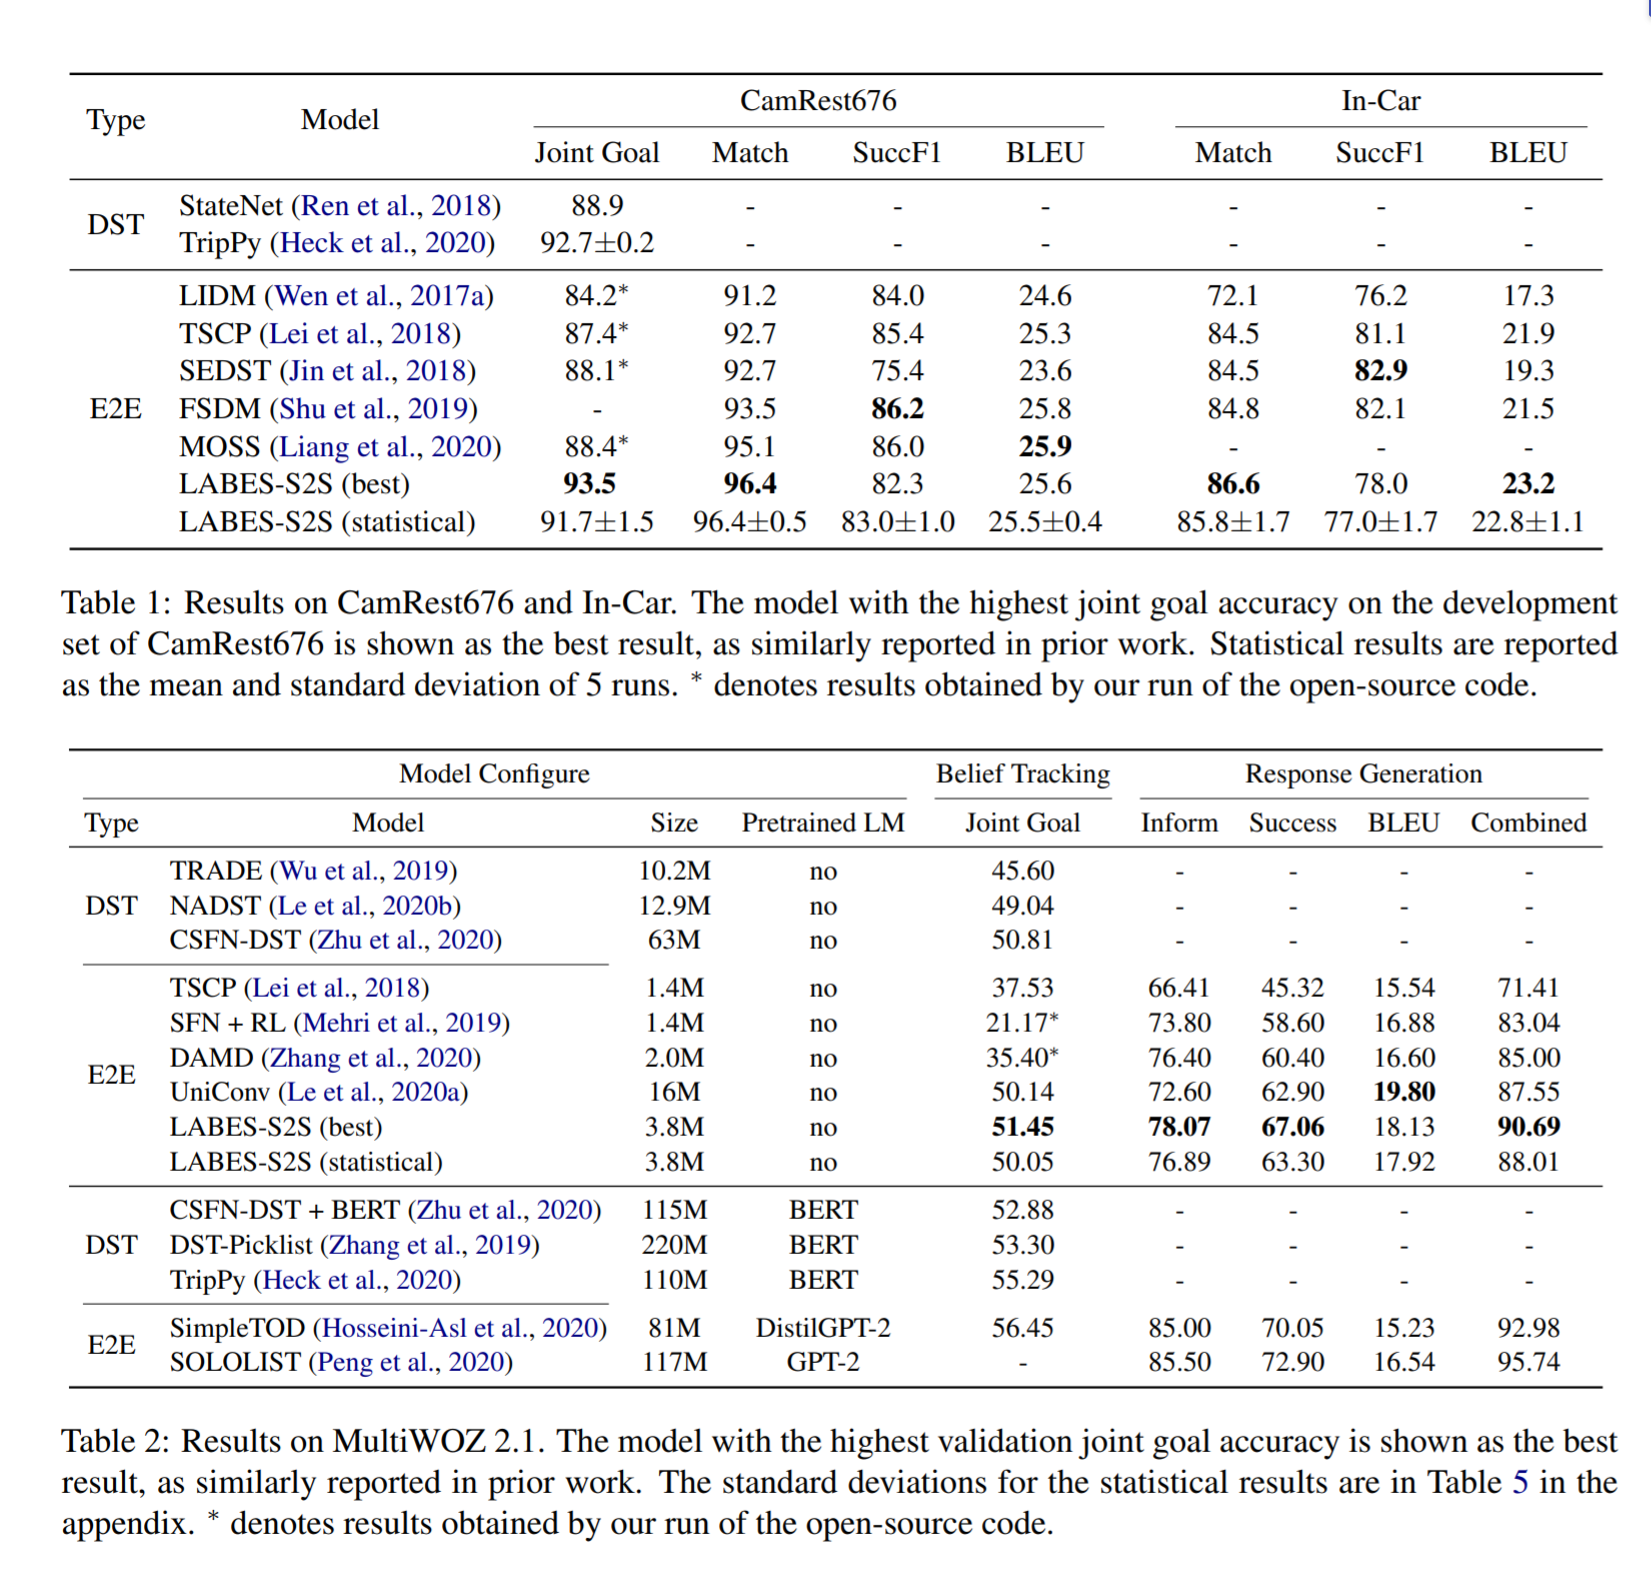 CamRest676 In-Car
Type Model
Joint Goal Match SuccF1 BLEU Match SuccF1 BLEU
StateNet (Ren et al., 2018) 88.9 - - - - - -
DST
TripPy (Heck et al., 2020) 92.7±0.2 - - - - - -
LIDM (Wen et al., 2017a) 84.2* 91.2 84.0 24.6 72.1 76.2 17.3
TSCP (Lei et al., 2018) 87.4* 92.7 85.4 25.3 84.5 81.1 21.9
SEDST (Jin et al., 2018) 88.1* 92.7 75.4 23.6 84.5 82.9 19.3
E2E FSDM (Shu et al., 2019) - 93.5 86.2 25.8 84.8 82.1 21.5
MOSS (Liang et al., 2020) 88.4* 95.1 86.0 25.9 - - -
LABES-S2S (best) 93.5 96.4 82.3 25.6 86.6 78.0 23.2
LABES-S2S (statistical) 91.7±1.5 96.4±0.5 83.0±1.0 25.5±0.4 85.8±1.7 77.0±1.7 22.8±1.1
Table 1: Results on CamRest676 and In-Car. The model with the highest joint goal accuracy on the development
set of CamRest676 is shown as the best result, as similarly reported in prior work. Statistical results are reported
as the mean and standard deviation of 5 runs. * denotes results obtained by our run of the open-source code.
Model Configure Belief Tracking Response Generation
Type Model Size Pretrained LM Joint Goal Inform Success BLEU Combined
TRADE (Wu et al., 2019) 10.2M no 45.60 - - - -
DST NADST (Le et al., 2020b) 12.9M no 49.04 - - - -
CSFN-DST (Zhu et al., 2020) 63M no 50.81 - - - -
TSCP (Lei et al., 2018) 1.4M no 37.53 66.41 45.32 15.54 71.41
SFN + RL (Mehri et al., 2019) 1.4M no 21.17* 73.80 58.60 16.88 83.04
DAMD (Zhang et al., 2020) 2.0M no 35.40* 76.40 60.40 16.60 85.00
E2E
UniConv (Le et al., 2020a) 16M no 50.14 72.60 62.90 19.80 87.55
LABES-S2S (best) 3.8M no 51.45 78.07 67.06 18.13 90.69
LABES-S2S (statistical) 3.8M no 50.05 76.89 63.30 17.92 88.01
CSFN-DST + BERT (Zhu et al., 2020) 115M BERT 52.88 - - - -
DST DST-Picklist (Zhang et al., 2019) 220M BERT 53.30 - - - -
TripPy (Heck et al., 2020) 110M BERT 55.29 - - - -
SimpleTOD (Hosseini-Asl et al., 2020) 81M DistilGPT-2 56.45 85.00 70.05 15.23 92.98
E2E
SOLOLIST (Peng et al., 2020) 117M GPT-2 - 85.50 72.90 16.54 95.74
Table 2: Results on MultiWOZ 2.1. The model with the highest validation joint goal accuracy is shown as the best
result, as similarly reported in prior work. The standard deviations for the statistical results are in Table 5 in the
appendix. * denotes results obtained by our run of the open-source code.